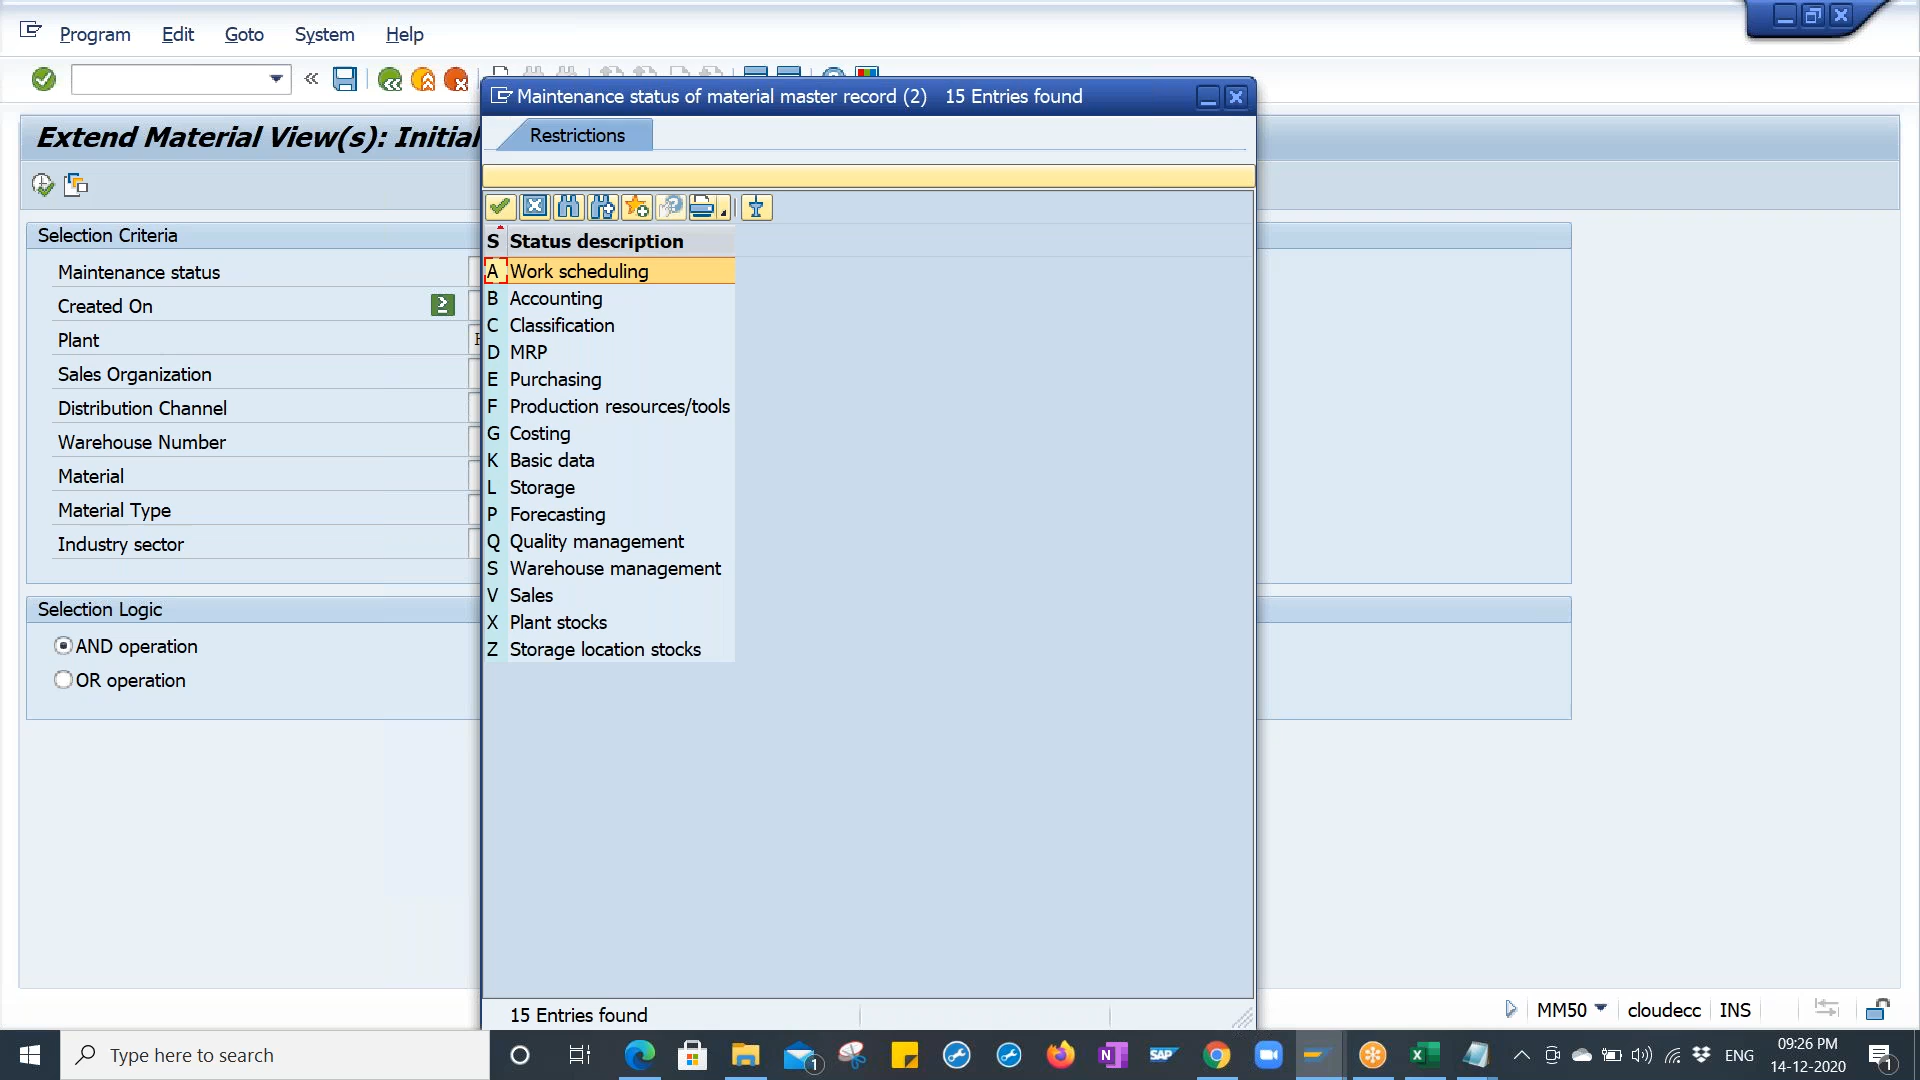 Program Edit Goto System Help
Maintenance status of material master record (2) 15 Entries found
Extend Material View(s): Initial
Restrictions
Selection Criteria
Maintenance status
Created On
Plant
Sales Organization
Distribution Channel
Warehouse Number
Material
Material Type
Industry sector
Selection Logic
AND operation
OR operation
S Status description
A Work scheduling
B Accounting
C Classification
D MRP
E Purchasing
F Production resources/tools
G Costing
K Basic data
L Storage
P Forecasting
Q Quality management
S Warehouse management
V Sales
X Plant stocks
Z Storage location stocks
15 Entries found
MM50 cloudecc INS
Type here to search
1
N
SAP
X
ENG
09:26 PM
14-12-2020
1